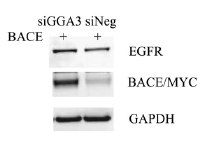 siGGA3 siNeg
BACE + +
EGFR
BACE/MYC
GAPDH